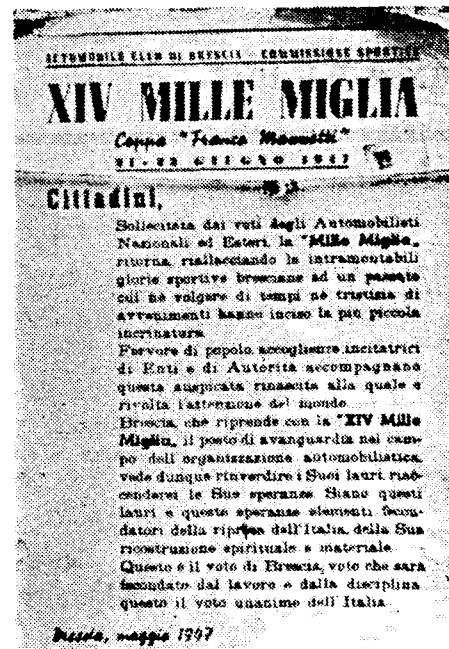 AUTOMOBILE CLUB DI BRESCIA - COMMISSIONE SPORTIVA
XIV MILLE MIGLIA
Coppa "Franco Mazzotti"
21-22 GIUGNO 1947
Cittadini,
Sollecitata dai voti degli Automobilisti
Nazionali ed Esteri, la "Mille Miglia„
ritorna, riallacciando le intramontabili
glorie sportive bresciane ad un passato
cui nè volgere di tempi nè tristizia di
avvenimenti hanno inciso la più piccola
incrinatura.
Fervore di popolo, accoglienze incitatrici
di Enti e di Autorità accompagnano
questa auspicata rinascita alla quale è
rivolta l'attenzione del mondo.
Brescia, che riprende con la "XIV Mille
Miglia„ il posto di avanguardia nel cam-
po dell'organizzazione automobilistica,
vede dunque rinverdire i Suoi lauri, riac-
cendersi le Sue speranze. Siano questi
lauri e queste speranze elementi fecon-
datori della ripresa dell'Italia, della Sua
ricostruzione spirituale e materiale.
Questo è il voto di Brescia, voto che sarà
fecondato dal lavoro e dalla disciplina
questo il voto unanime dell'Italia.
Brescia, maggio 1947